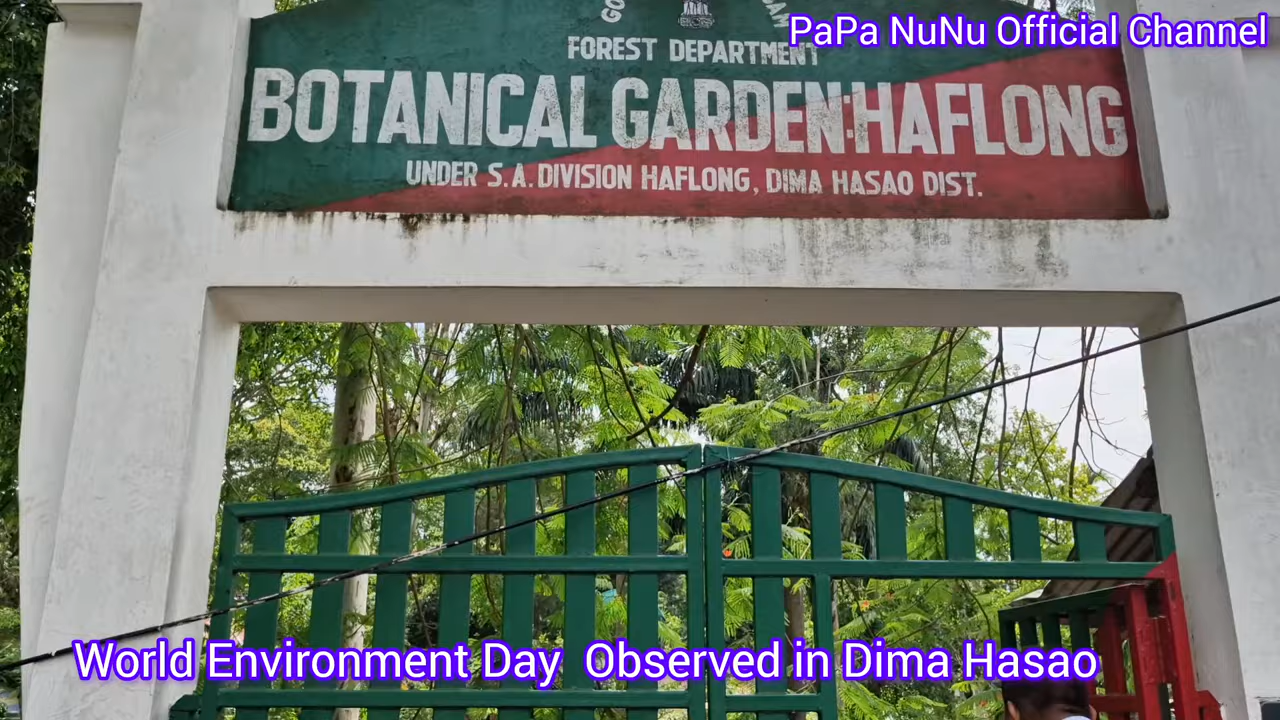 PaPa NuNu Official Channel
FOREST DEPARTMENT
BOTANICAL GARDEN:HAFLONG
UNDER S.A. DIVISION HAFLONG, DIMA HASAO DIST.
World Environment Day Observed in Dima Hasao